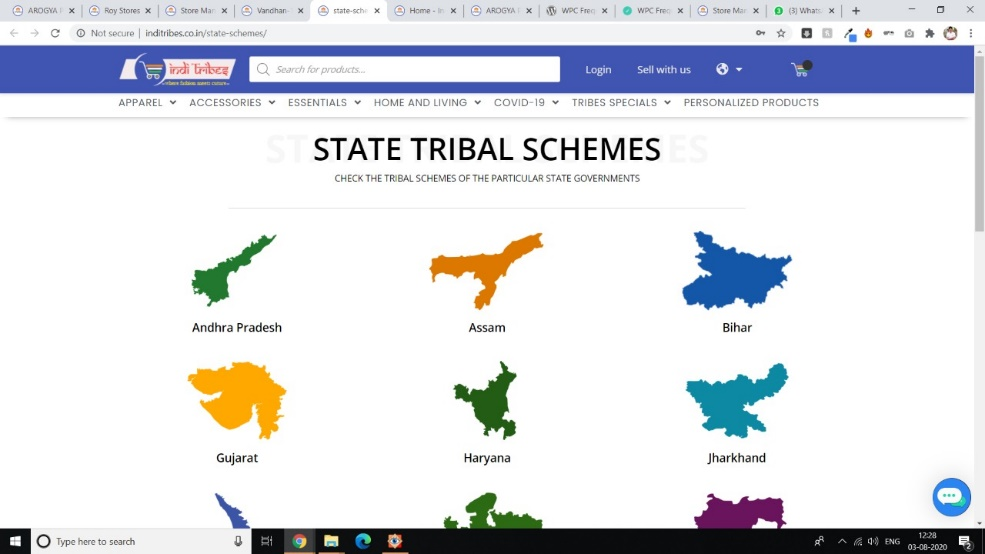 AROGYA F
Roy Stores
Store Man
Vandhan-
state-sche
Home - In
AROGYA P
WPC Freq
WPC Freq
Store Man
(3) Whats
Not secure | inditribes.co.in/state-schemes/
indi Tribes
Search for products...
Login
Sell with us
APPAREL
ACCESSORIES
ESSENTIALS
HOME AND LIVING
COVID-19
TRIBES SPECIALS
PERSONALIZED PRODUCTS
STATE TRIBAL SCHEMES
CHECK THE TRIBAL SCHEMES OF THE PARTICULAR STATE GOVERNMENTS
Andhra Pradesh
Assam
Bihar
Gujarat
Haryana
Jharkhand
Type here to search
ENG
12:28
03-08-2020
2